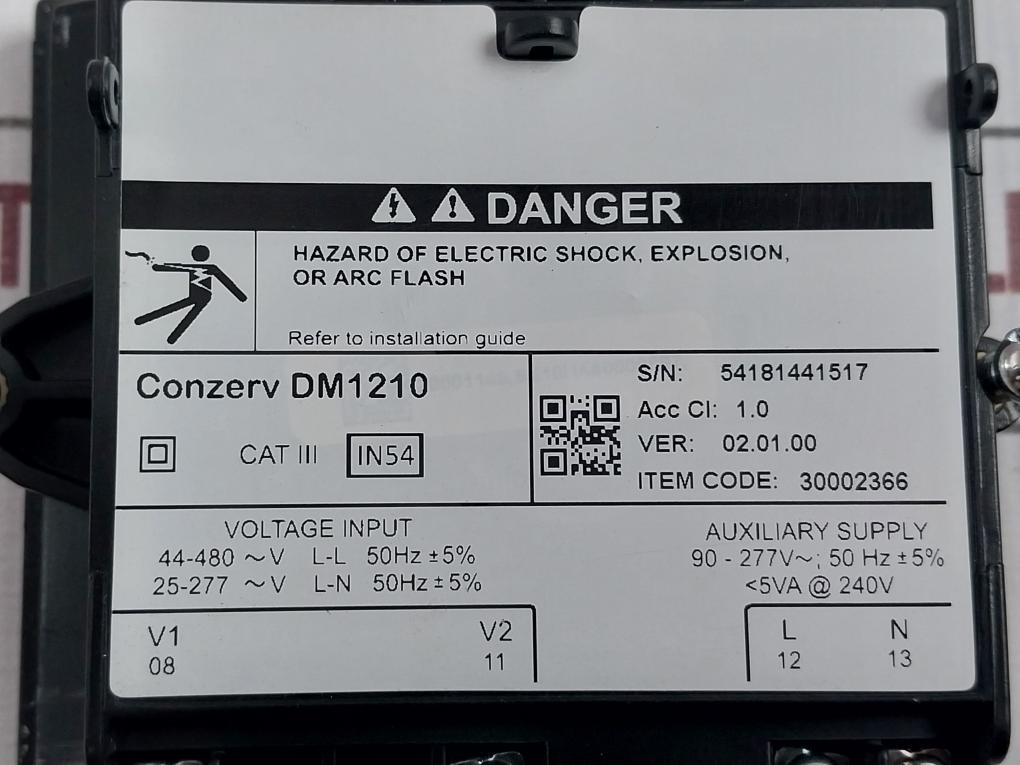 DANGER
HAZARD OF ELECTRIC SHOCK, EXPLOSION,
OR ARC FLASH
Refer to installation guide
Conzerv DM1210
CAT III IN54
S/N: 54181441517
Acc Cl: 1.0
VER: 02.01.00
ITEM CODE: 30002366
VOLTAGE INPUT
44-480 ~ V L-L 50Hz ±5%
25-277 ~ V L-N 50Hz ±5%
AUXILIARY SUPPLY
90 - 277V~; 50 Hz ±5%
<5VA @ 240V
V1 V2
08 11
L N
12 13